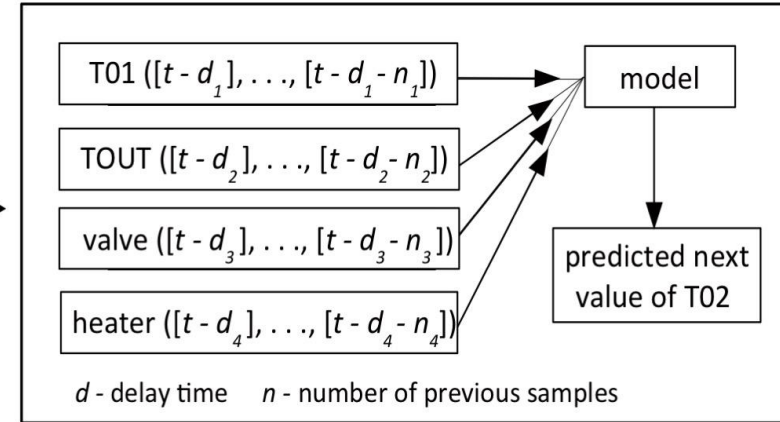 T01 ([t - d₁], . . ., [t - d₁ - n₁])
model
TOUT ([t - d₂], . . ., [t - d₂ - n₂])
valve ([t - d₃], . . ., [t - d₃ - n₃])
heater ([t - d₄], . . ., [t - d₄ - n₄])
predicted next
value of T02
d - delay time n - number of previous samples